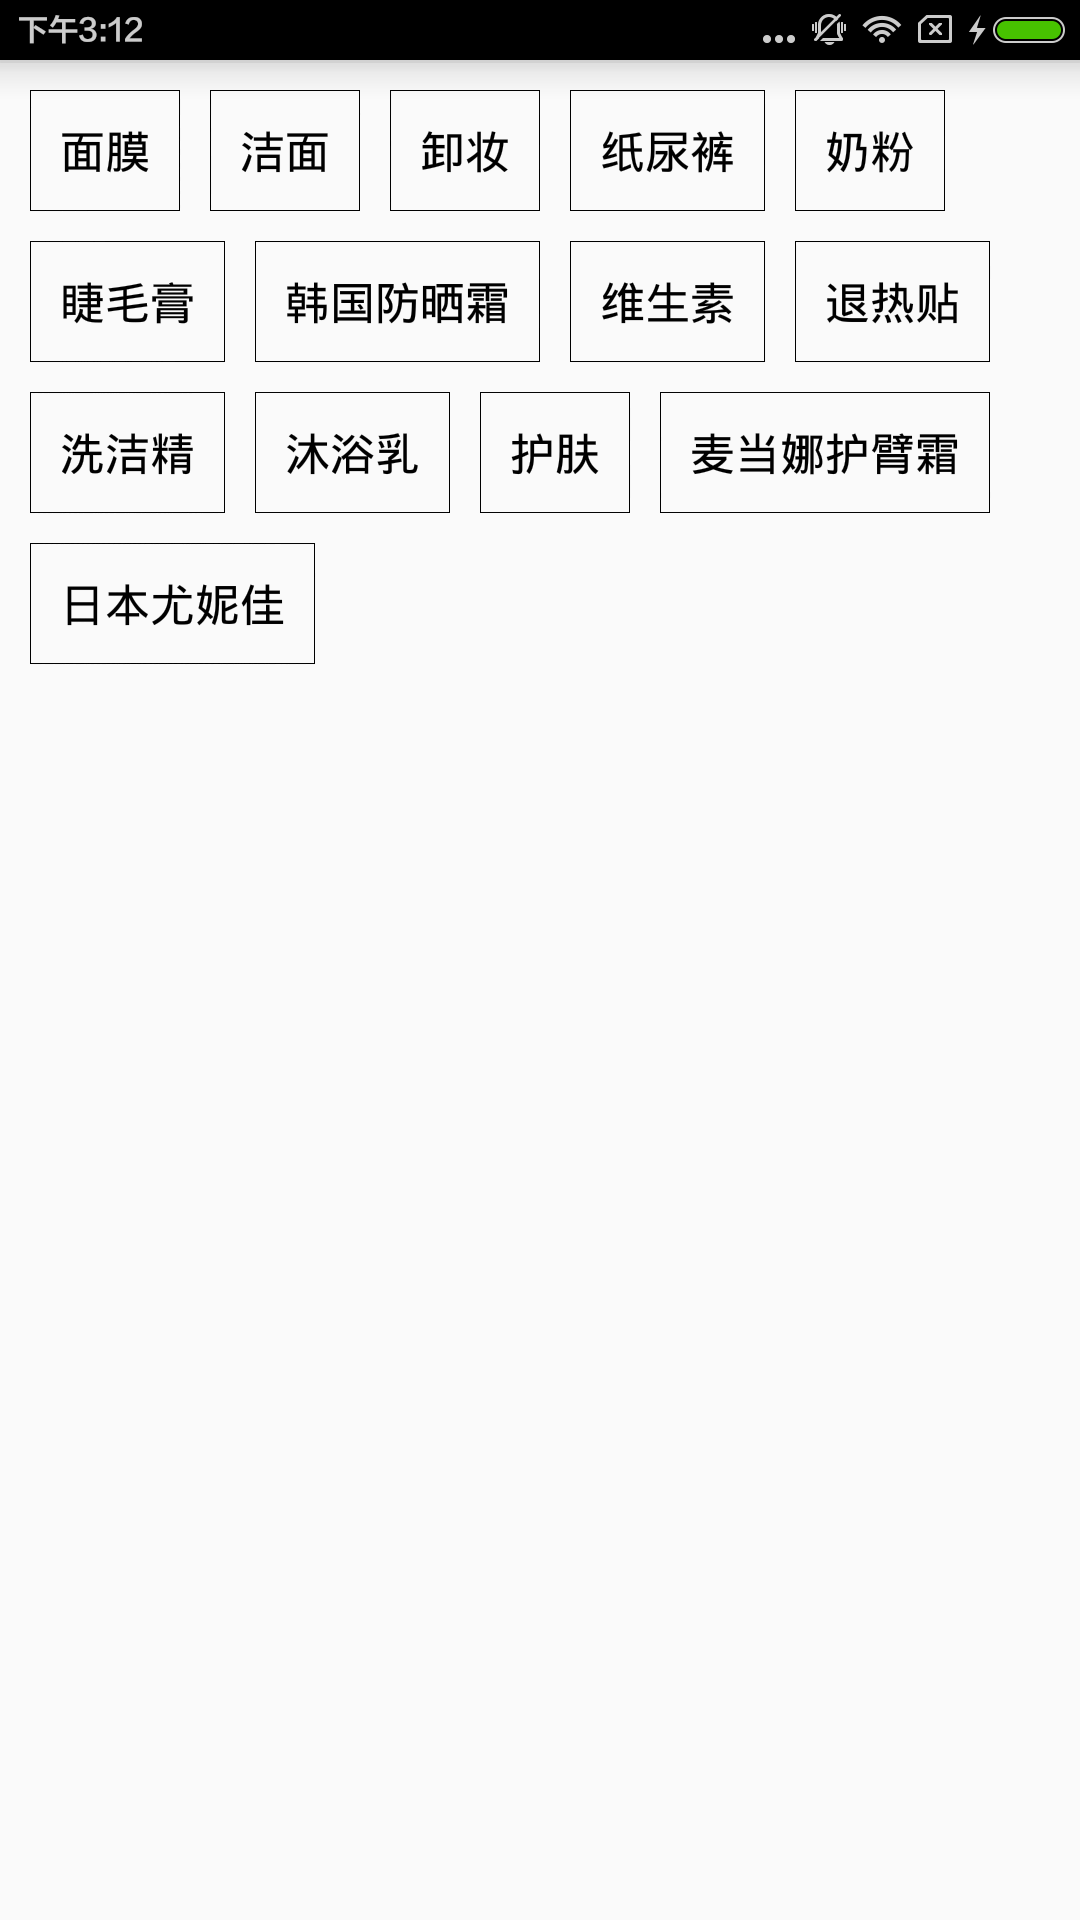 下午3:12
面膜 洁面 卸妆 纸尿裤 奶粉
睫毛膏 韩国防晒霜 维生素 退热贴
洗洁精 沐浴乳 护肤 麦当娜护臂霜
日本尤妮佳